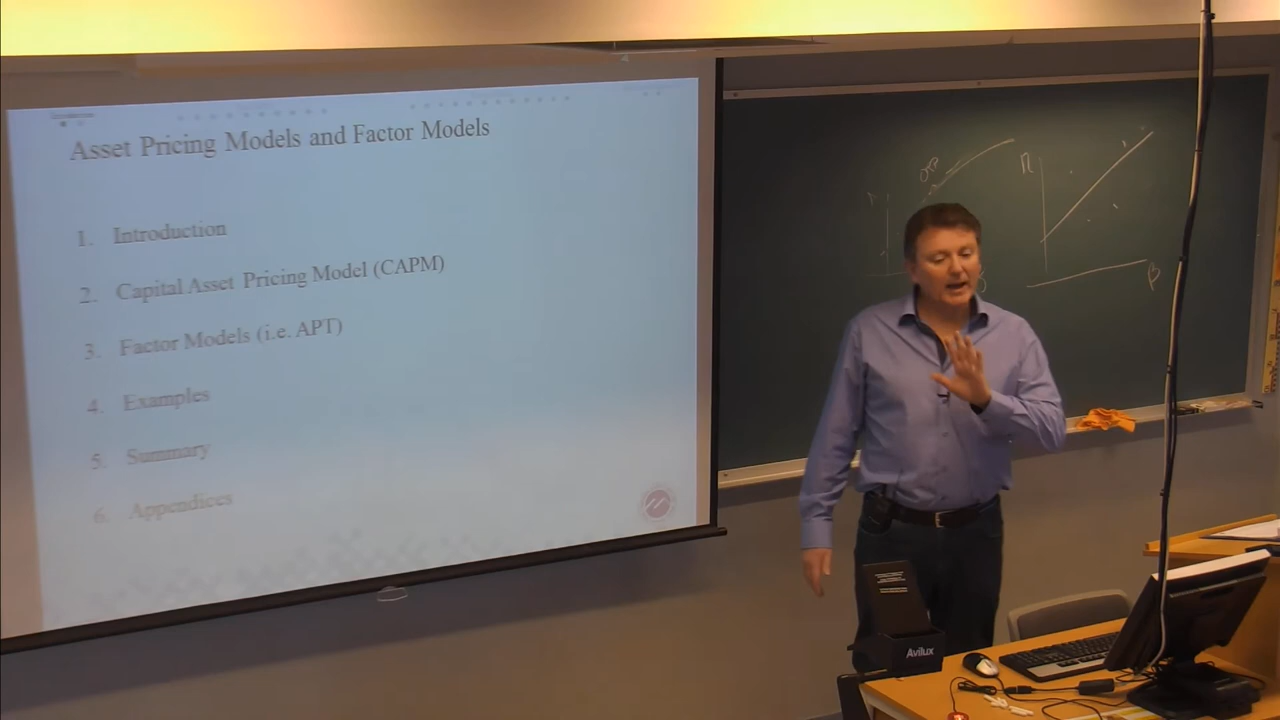 Asset Pricing Models and Factor Models
1. Introduction
2. Capital Asset Pricing Model (CAPM)
3. Factor Models (i.e. APT)
4. Examples
5. Summary
6. Appendices
β
Avilux